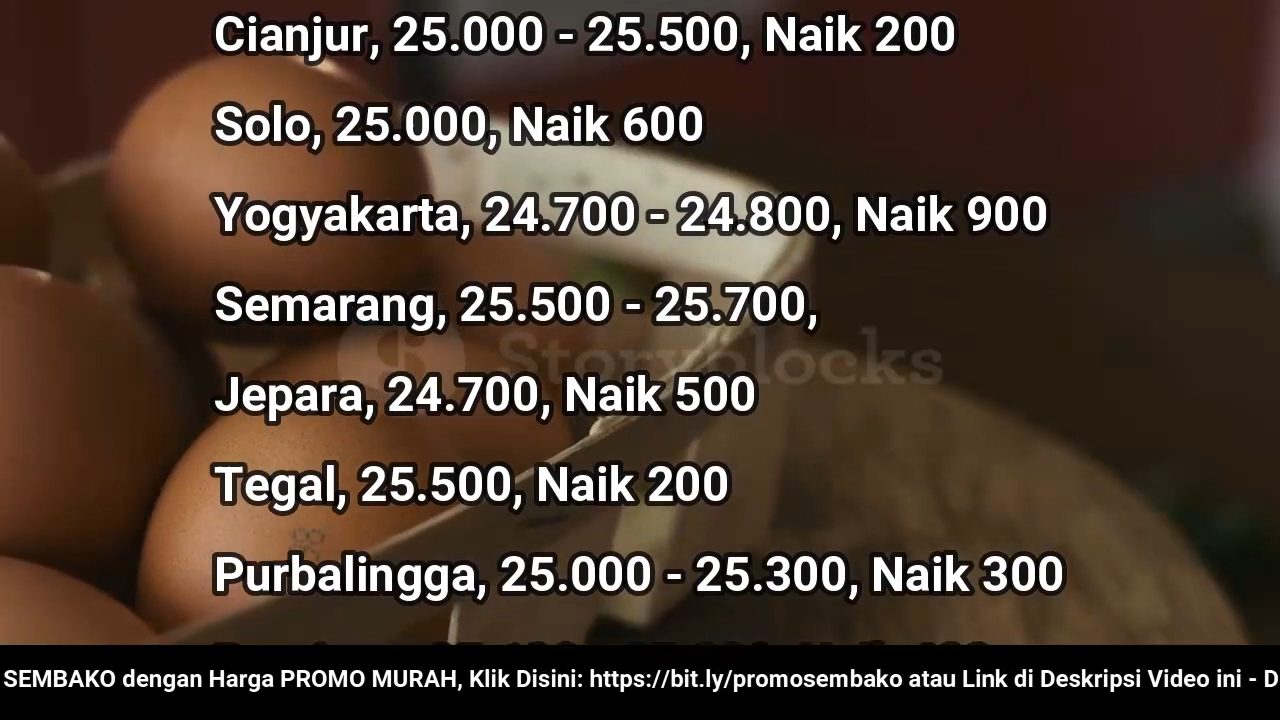 Cianjur, 25.000 - 25.500, Naik 200
Solo, 25.000, Naik 600
Yogyakarta, 24.700 - 24.800, Naik 900
Semarang, 25.500 - 25.700,
Storyblocks
Jepara, 24.700, Naik 500
Tegal, 25.500, Naik 200
Purbalingga, 25.000 - 25.300, Naik 300
SEMBAKO dengan Harga PROMO MURAH, Klik Disini: https://bit.ly/promosembako atau Link di Deskripsi Video ini - D